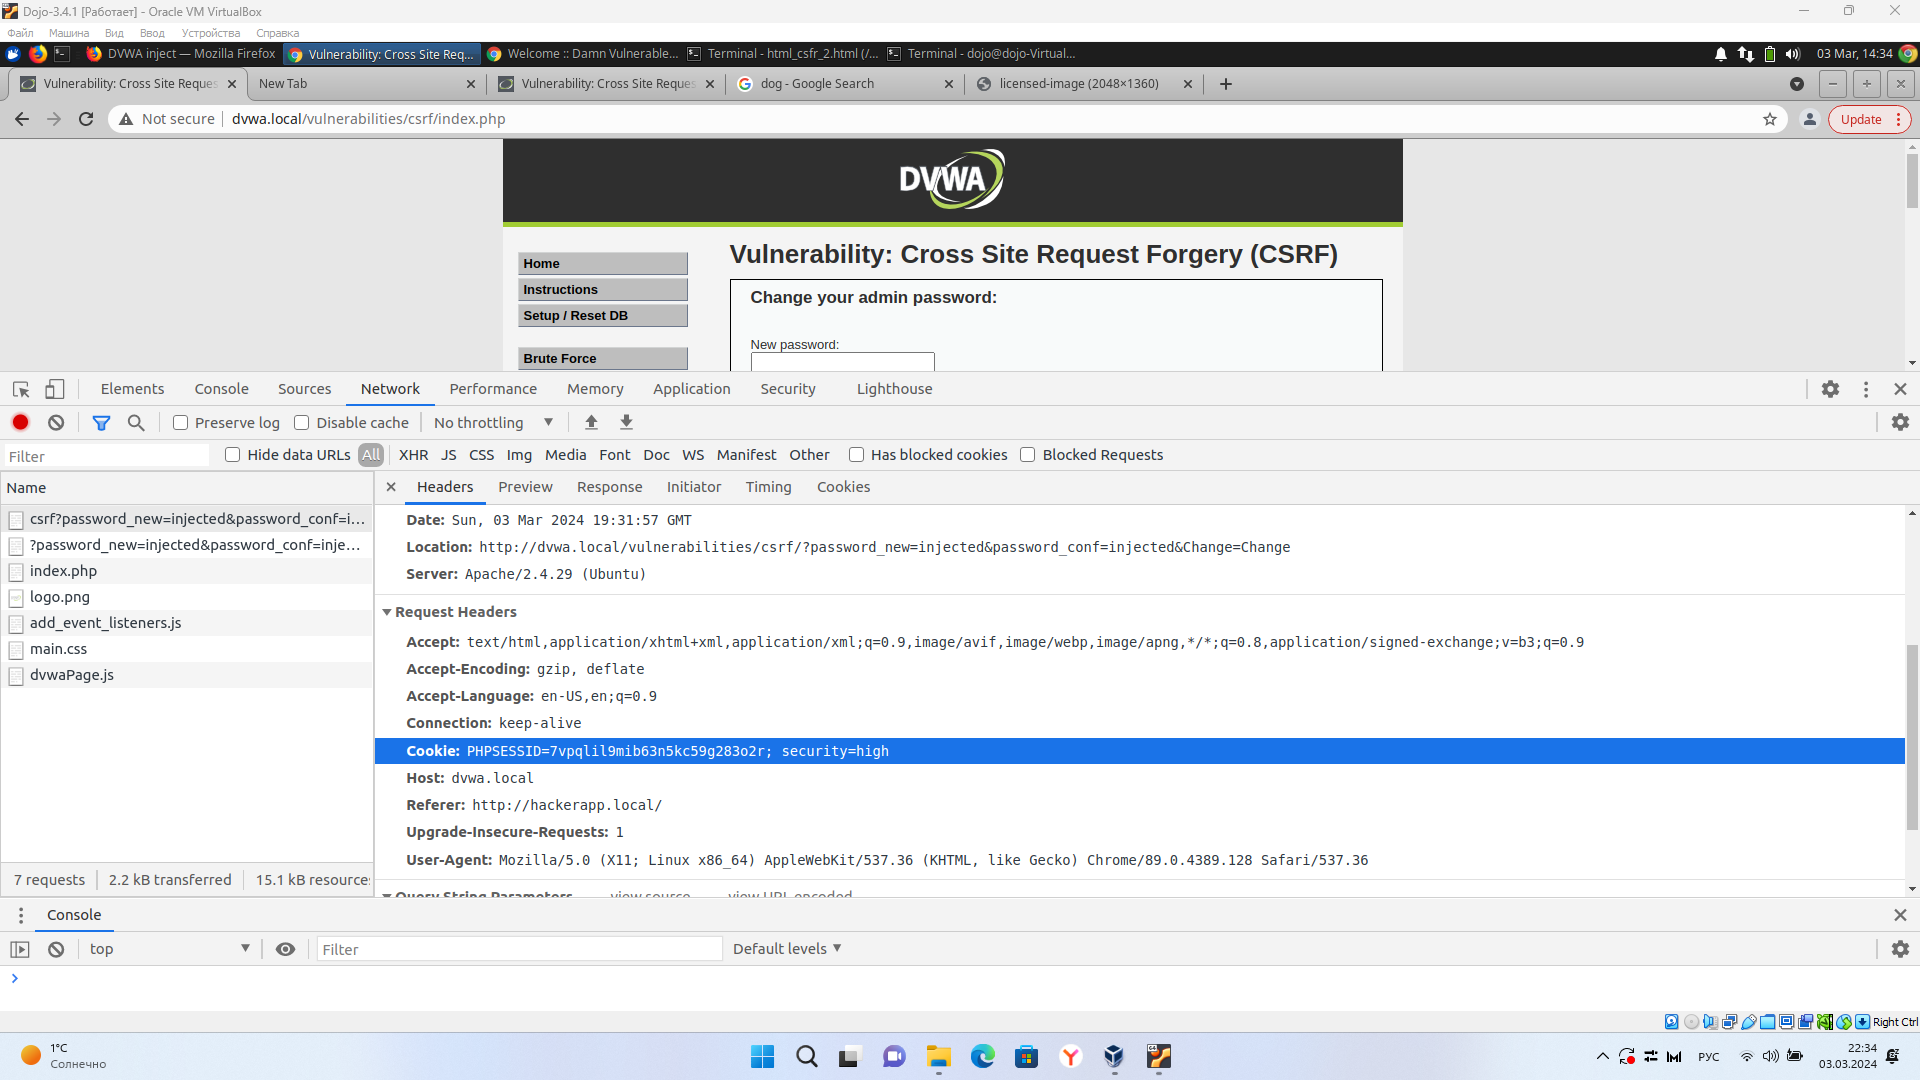 Dojo-3.4.1 [Работает] - Oracle VM VirtualBox
Файл Машина Вид Ввод Устройства Справка
DVWA inject — Mozilla Firefox Vulnerability: Cross Site Req... Welcome :: Damn Vulnerable... Terminal - html_csfr_2.html (/... Terminal - dojo@dojo-Virtual... 03 Mar, 14:34
Vulnerability: Cross Site Reques New Tab Vulnerability: Cross Site Reques dog - Google Search licensed-image (2048×1360)
Not secure dvwa.local/vulnerabilities/csrf/index.php Update
DVWA
Vulnerability: Cross Site Request Forgery (CSRF)
Home
Instructions
Setup / Reset DB
Brute Force
Change your admin password:
New password:
Elements Console Sources Network Performance Memory Application Security Lighthouse
Preserve log Disable cache No throttling
Filter Hide data URLs All XHR JS CSS Img Media Font Doc WS Manifest Other Has blocked cookies Blocked Requests
Name
csrf?password_new=injected&password_conf=i...
?password_new=injected&password_conf=inje...
index.php
logo.png
add_event_listeners.js
main.css
dvwaPage.js
7 requests 2.2 kB transferred 15.1 kB resource
Headers Preview Response Initiator Timing Cookies
Date: Sun, 03 Mar 2024 19:31:57 GMT
Location: http://dvwa.local/vulnerabilities/csrf/?password_new=injected&password_conf=injected&Change=Change
Server: Apache/2.4.29 (Ubuntu)
Request Headers
Accept: text/html,application/xhtml+xml,application/xml;q=0.9,image/avif,image/webp,image/apng,*/*;q=0.8,application/signed-exchange;v=b3;q=0.9
Accept-Encoding: gzip, deflate
Accept-Language: en-US,en;q=0.9
Connection: keep-alive
Cookie: PHPSESSID=7vpqlil9mib63n5kc59g283o2r; security=high
Host: dvwa.local
Referer: http://hackerapp.local/
Upgrade-Insecure-Requests: 1
User-Agent: Mozilla/5.0 (X11; Linux x86_64) AppleWebKit/537.36 (KHTML, like Gecko) Chrome/89.0.4389.128 Safari/537.36
Query String Parameters view source view URL encoded
Console
top Filter Default levels
Right Ctrl
1°C
Солнечно
РУС
22:34
03.03.2024